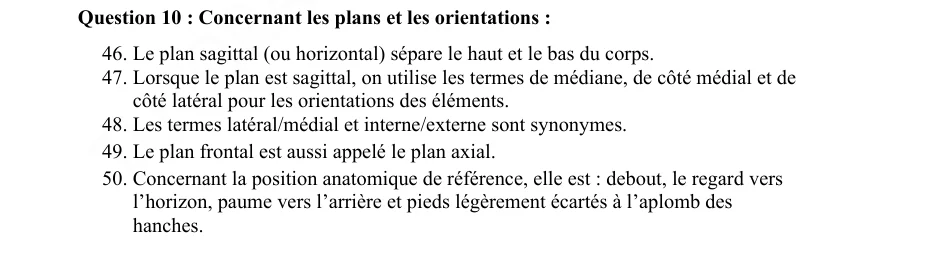 Question 10 : Concernant les plans et les orientations :
46. Le plan sagittal (ou horizontal) sépare le haut et le bas du corps.
47. Lorsque le plan est sagittal, on utilise les termes de médiane, de côté médial et de
côté latéral pour les orientations des éléments.
48. Les termes latéral/médial et interne/externe sont synonymes.
49. Le plan frontal est aussi appelé le plan axial.
50. Concernant la position anatomique de référence, elle est : debout, le regard vers
l’horizon, paume vers l’arrière et pieds légèrement écartés à l’aplomb des
hanches.